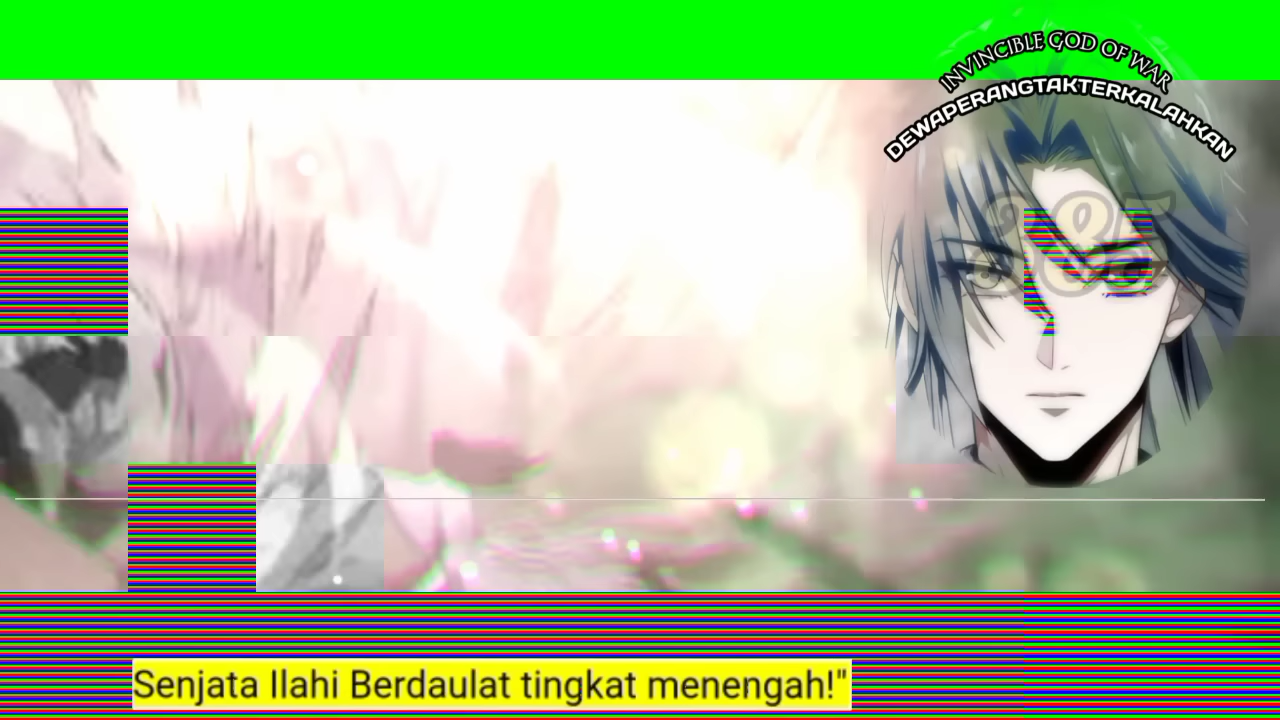 INVINCIBLE GOD OF WAR
DEWAPERANGTAKTERKALAHKAN
Senjata Ilahi Berdaulat tingkat menengah!"